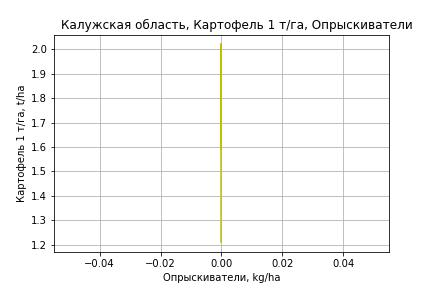 Калужская область, Картофель 1 т/га, Опрыскиватели
2.0
1.9
1.8
1.7
1.6
1.5
1.4
1.3
1.2
Картофель 1 т/га, t/ha
−0.04 −0.02 0.00 0.02 0.04
Опрыскиватели, kg/ha